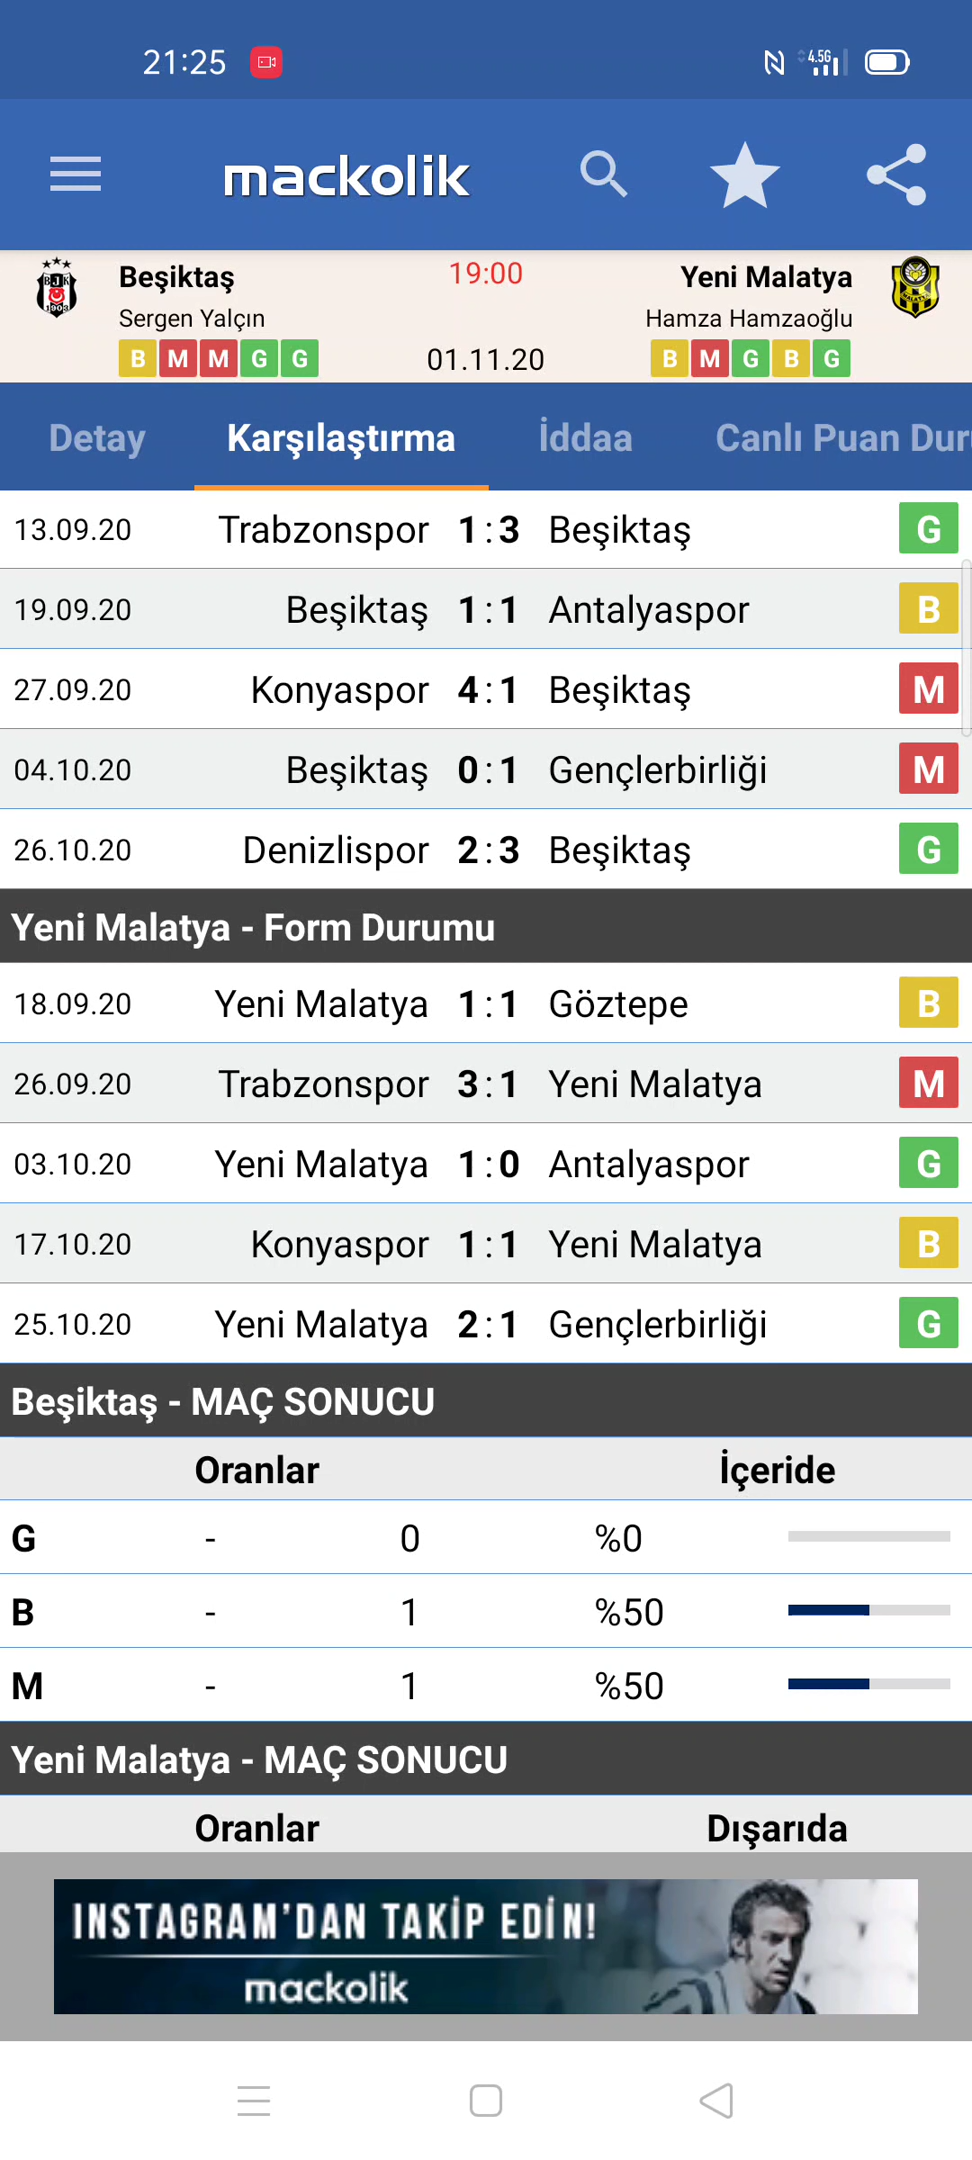 21:25 4.5G
mackolik
Beşiktaş 19:00 Yeni Malatya
Sergen Yalçın Hamza Hamzaoğlu
B M M G G 01.11.20 B M G B G
Detay Karşılaştırma İddaa Canlı Puan Dur
13.09.20 Trabzonspor 1 : 3 Beşiktaş G
19.09.20 Beşiktaş 1 : 1 Antalyaspor B
27.09.20 Konyaspor 4 : 1 Beşiktaş M
04.10.20 Beşiktaş 0 : 1 Gençlerbirliği M
26.10.20 Denizlispor 2 : 3 Beşiktaş G
Yeni Malatya - Form Durumu
18.09.20 Yeni Malatya 1 : 1 Göztepe B
26.09.20 Trabzonspor 3 : 1 Yeni Malatya M
03.10.20 Yeni Malatya 1 : 0 Antalyaspor G
17.10.20 Konyaspor 1 : 1 Yeni Malatya B
25.10.20 Yeni Malatya 2 : 1 Gençlerbirliği G
Beşiktaş - MAÇ SONUCU
Oranlar İçeride
G - 0 %0
B - 1 %50
M - 1 %50
Yeni Malatya - MAÇ SONUCU
Oranlar Dışarıda
INSTAGRAM'DAN TAKİP EDİN!
mackolik